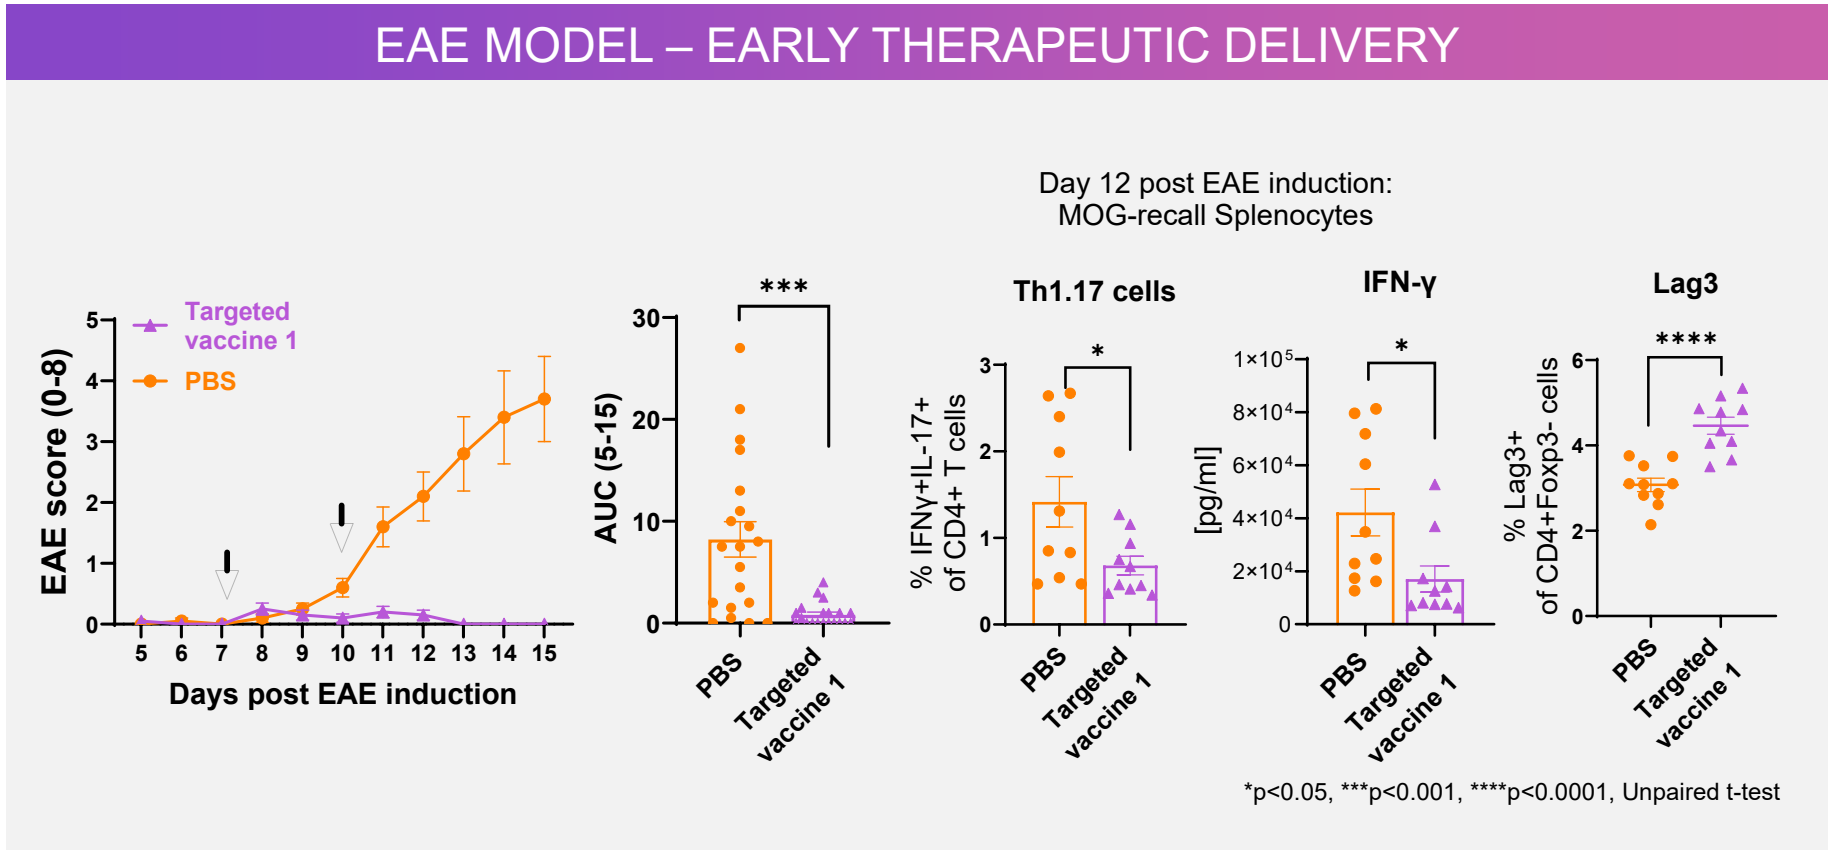 EAE MODEL – EARLY THERAPEUTIC DELIVERY
Day 12 post EAE induction:
MOG-recall Splenocytes
EAE score (0-8)
5
4
3
2
1
0
Targeted
vaccine 1
PBS
5 6 7 8 9 10 11 12 13 14 15
Days post EAE induction
AUC (5-15)
30
20
10
0
***
PBS
Targeted
vaccine 1
Th1.17 cells
% IFNγ+IL-17+
of CD4+ T cells
3
2
1
0
*
PBS
Targeted
vaccine 1
IFN-γ
[pg/ml]
1×10⁵
8×10⁴
6×10⁴
4×10⁴
2×10⁴
0
*
PBS
Targeted
vaccine 1
Lag3
% Lag3+
of CD4+Foxp3- cells
6
4
2
0
****
PBS
Targeted
vaccine 1
*p<0.05, ***p<0.001, ****p<0.0001, Unpaired t-test